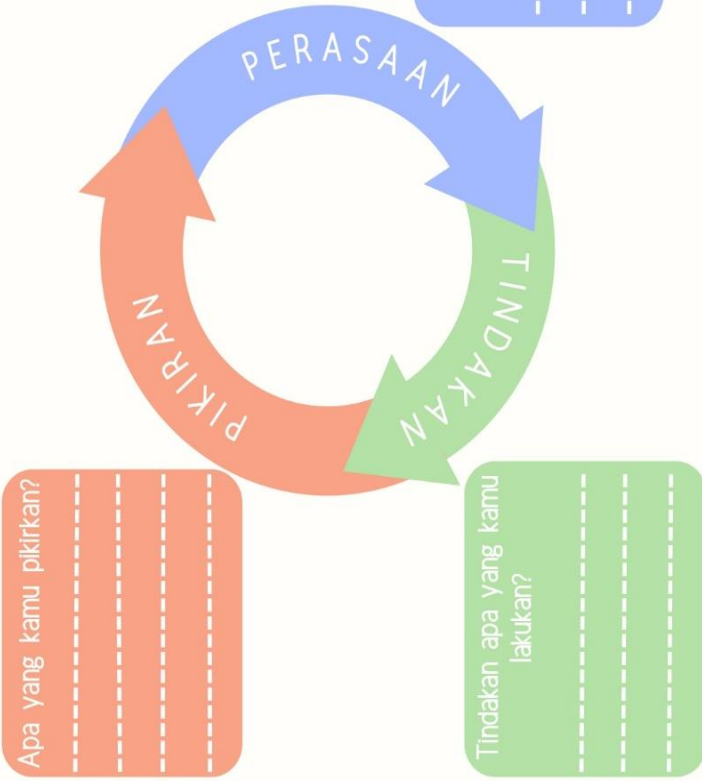 PERASAAN
TINDAKAN
PIKIRAN
Apa yang kamu pikirkan?
Tindakan apa yang kamu
lakukan?